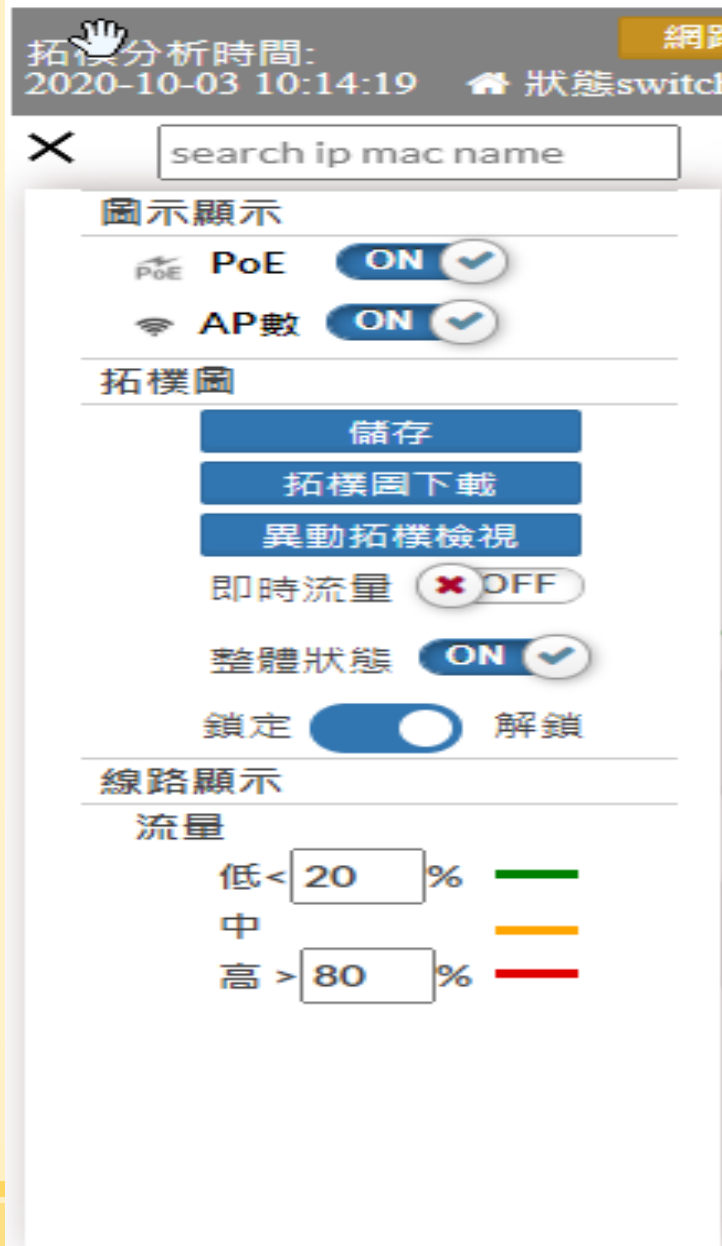 網路
拓樸分析時間:
2020-10-03 10:14:19 狀態switch
search ip mac name
圖示顯示
PoE PoE ON
AP數 ON
拓樸圖
儲存
拓樸圖下載
異動拓樸檢視
即時流量 OFF
整體狀態 ON
鎖定 解鎖
線路顯示
流量
低< 20 %
中
高 > 80 %